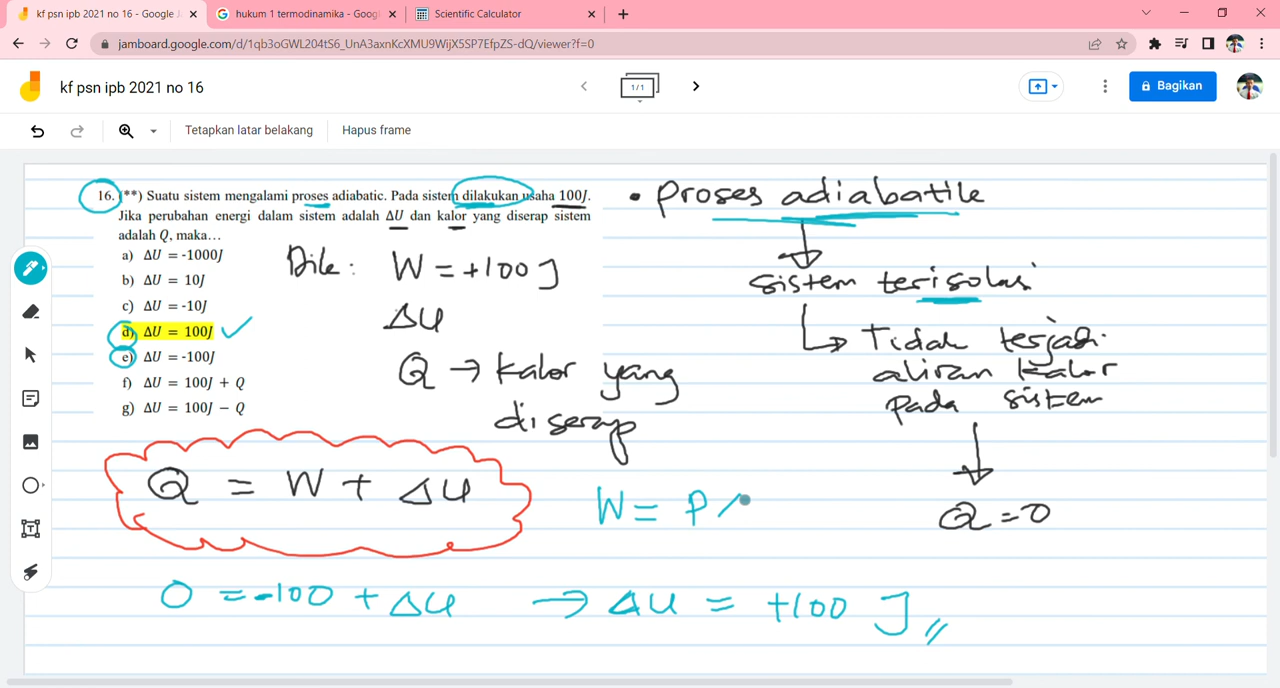 kf psn ipb 2021 no 16 - Google J
hukum 1 termodinamika - Goog
Scientific Calculator
jamboard.google.com/d/1qb3oGWL204tS6_UnA3axnKcXMU9WijX5SP7EfpZS-dQ/viewer?f=0
kf psn ipb 2021 no 16
1/1
Bagikan
Tetapkan latar belakang
Hapus frame
16. (**) Suatu sistem mengalami proses adiabatic. Pada sistem dilakukan usaha 100J.
Jika perubahan energi dalam sistem adalah ΔU dan kalor yang diserap sistem
adalah Q, maka...
a) ΔU = -1000J
b) ΔU = 10J
c) ΔU = -10J
d) ΔU = 100J
e) ΔU = -100J
f) ΔU = 100J + Q
g) ΔU = 100J − Q
Dik : W = +100 J
ΔU
Q → kalor yang
diserap
• Proses adiabatik
sistem terisolasi
Tidak terjadi
aliran kalor
pada sistem
Q = 0
Q = W + ΔU
W = P
0 = -100 + ΔU → ΔU = +100 J //